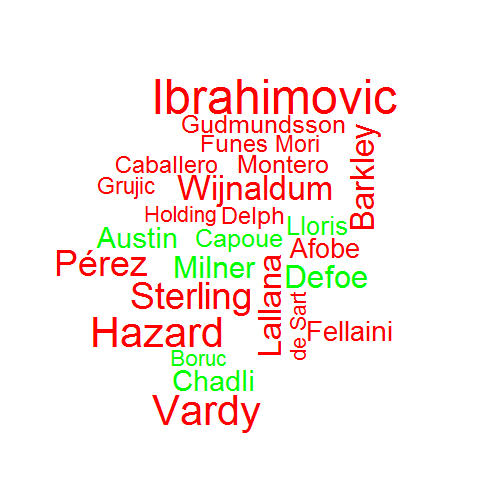 Ibrahimovic
Gudmundsson
Funes Mori
Barkley
Caballero Montero
Grujic Wijnaldum
Holding Delph Lloris
Austin Capoue Afobe
Pérez Milner Defoe
Sterling Lallana
Hazard de Sart Fellaini
Boruc
Chadli
Vardy